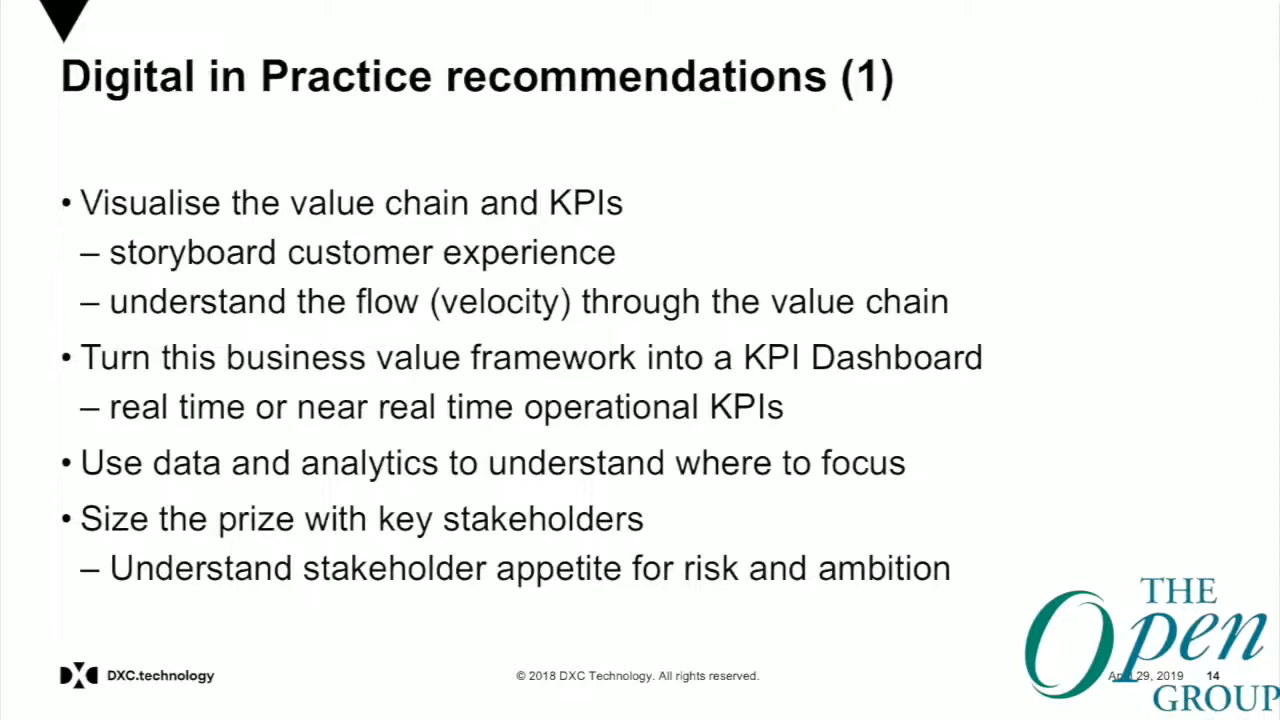 Digital in Practice recommendations (1)
• Visualise the value chain and KPIs
– storyboard customer experience
– understand the flow (velocity) through the value chain
• Turn this business value framework into a KPI Dashboard
– real time or near real time operational KPIs
• Use data and analytics to understand where to focus
• Size the prize with key stakeholders
– Understand stakeholder appetite for risk and ambition
THE
Open
GROUP
DXC.technology
© 2018 DXC Technology. All rights reserved.
April 29, 2019
14